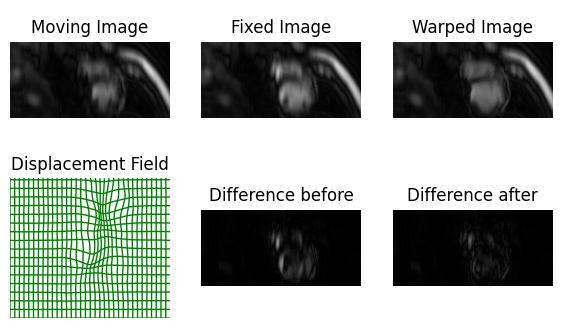 Moving Image
Fixed Image
Warped Image
Displacement Field
Difference before
Difference after